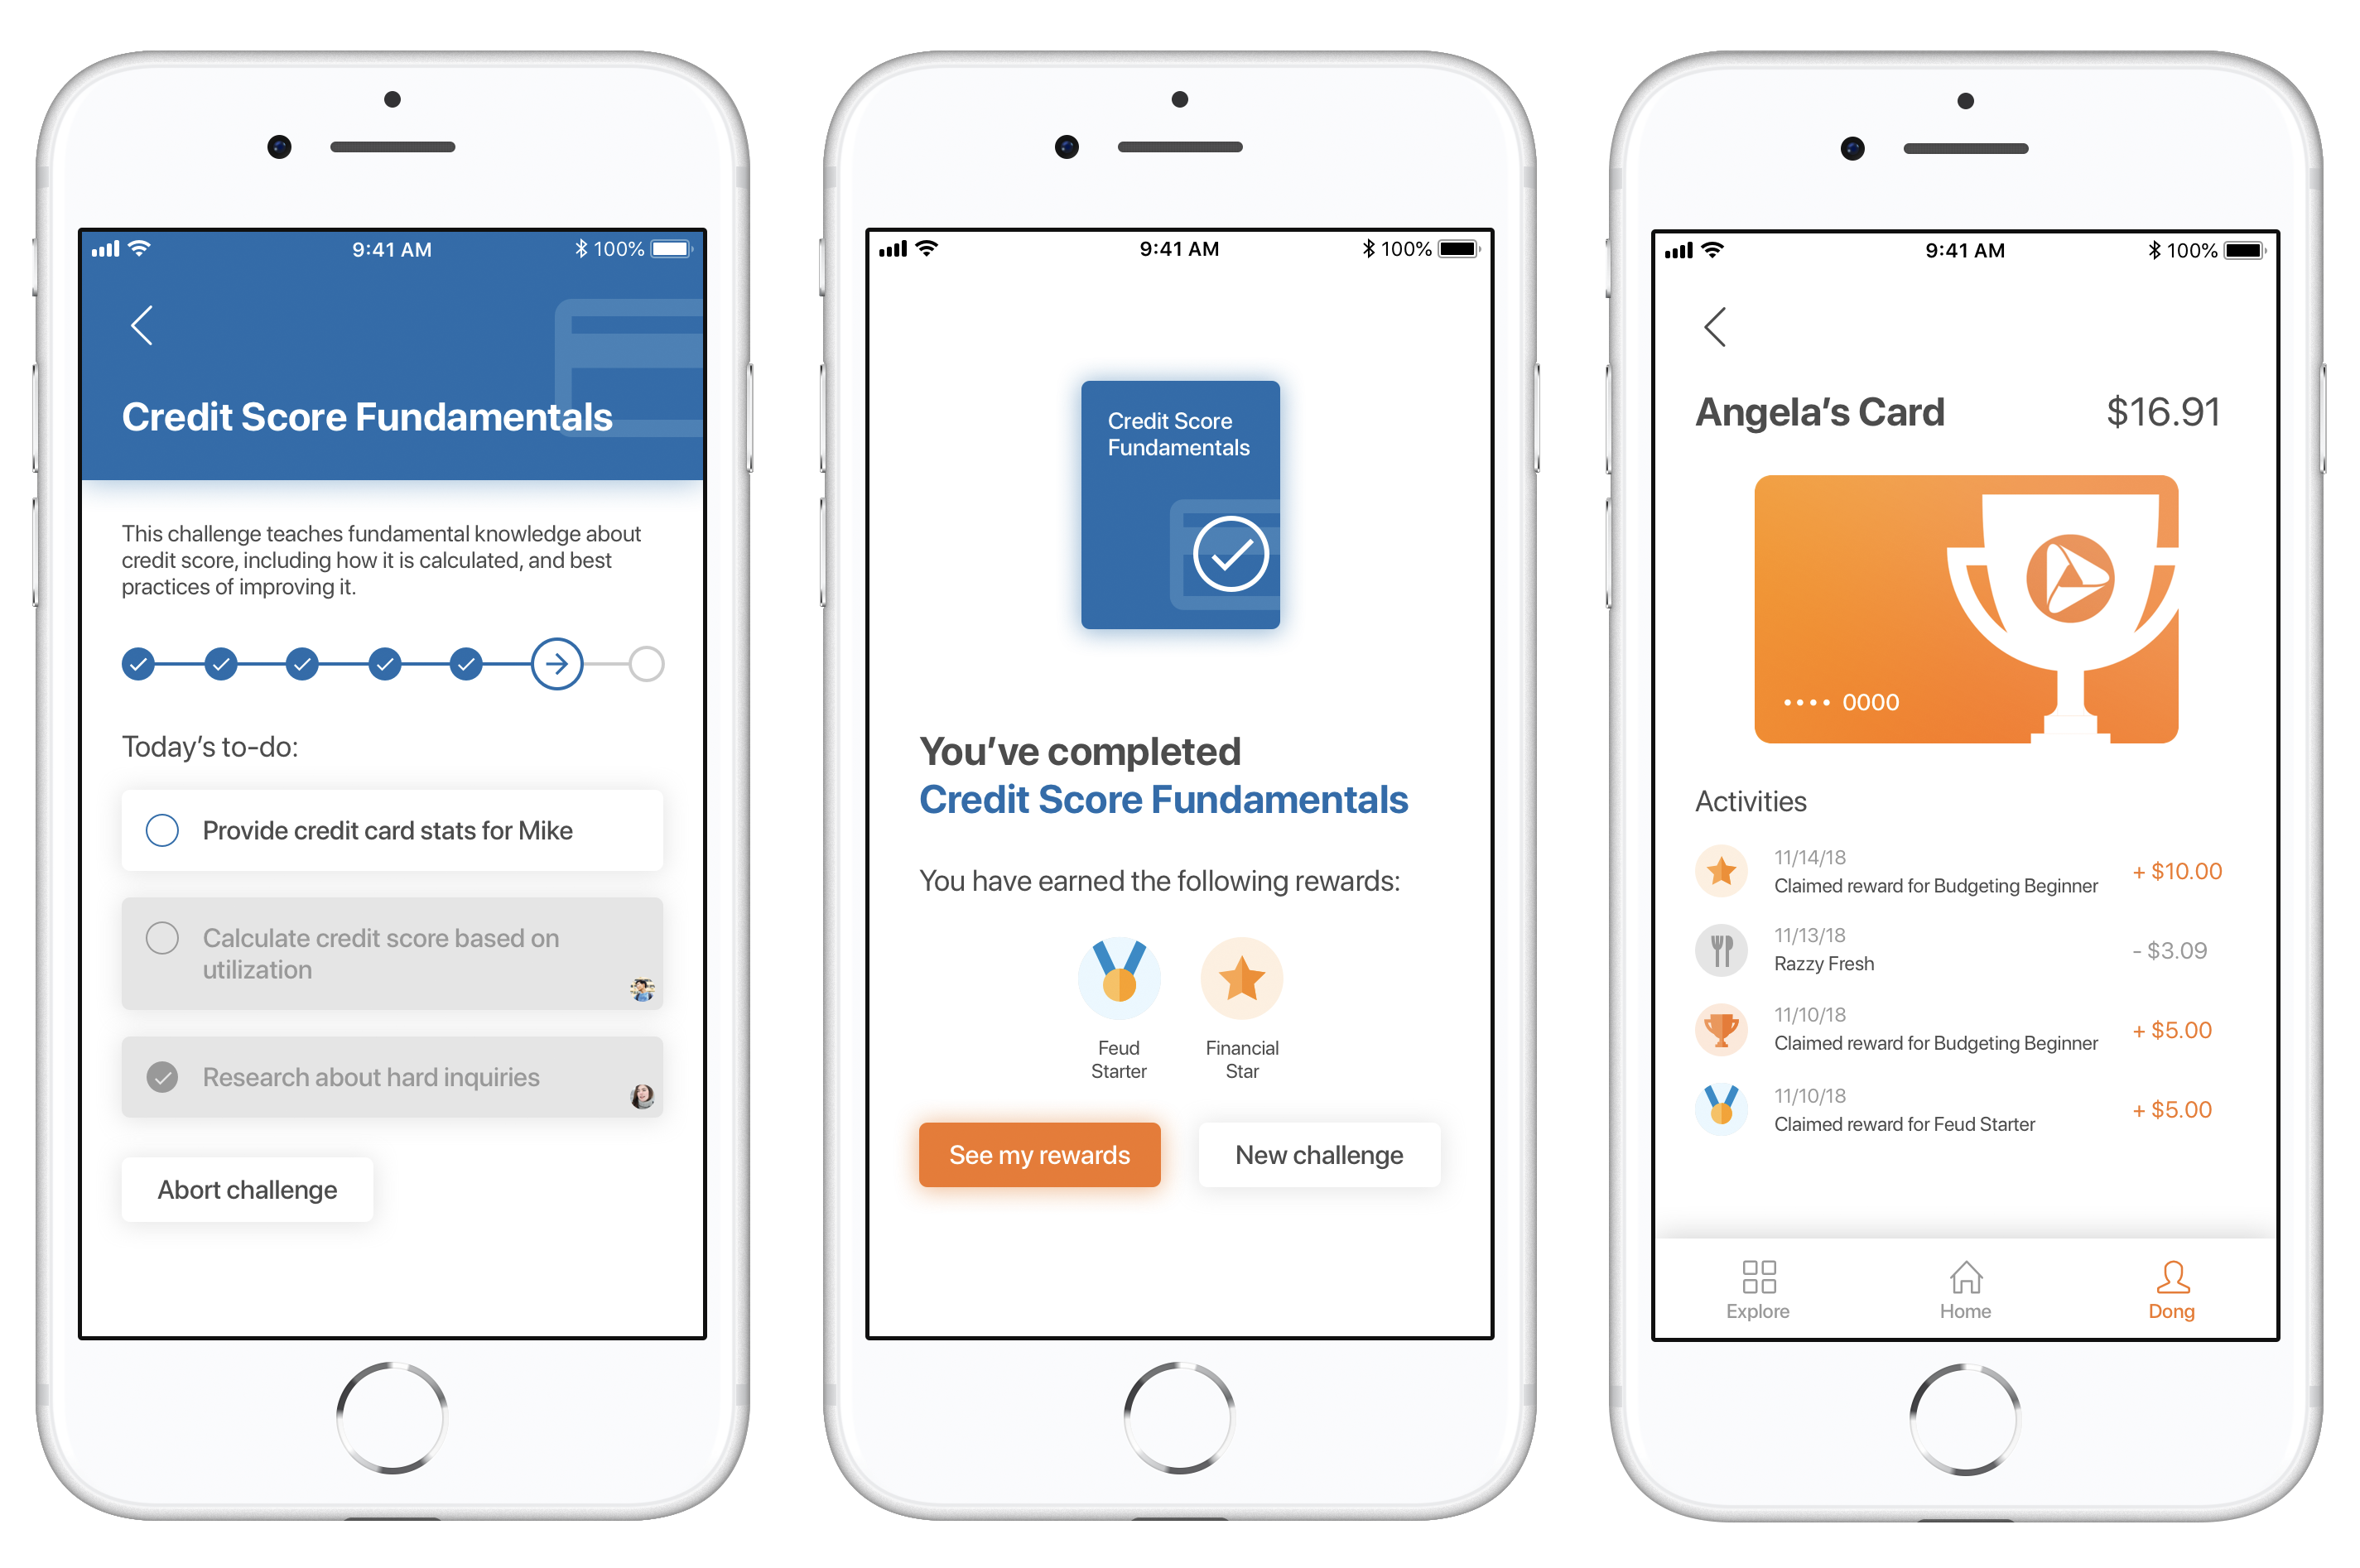 9:41 AM
100%
Credit Score Fundamentals
This challenge teaches fundamental knowledge about
credit score, including how it is calculated, and best
practices of improving it.
Today's to-do:
Provide credit card stats for Mike
Calculate credit score based on
utilization
Research about hard inquiries
Abort challenge
9:41 AM
100%
Credit Score
Fundamentals
You've completed
Credit Score Fundamentals
You have earned the following rewards:
Feud
Starter
Financial
Star
See my rewards
New challenge
9:41 AM
100%
Angela's Card
$16.91
•••• 0000
Activities
11/14/18
Claimed reward for Budgeting Beginner
+ $10.00
11/13/18
Razzy Fresh
- $3.09
11/10/18
Claimed reward for Budgeting Beginner
+ $5.00
11/10/18
Claimed reward for Feud Starter
+ $5.00
Explore
Home
Dong